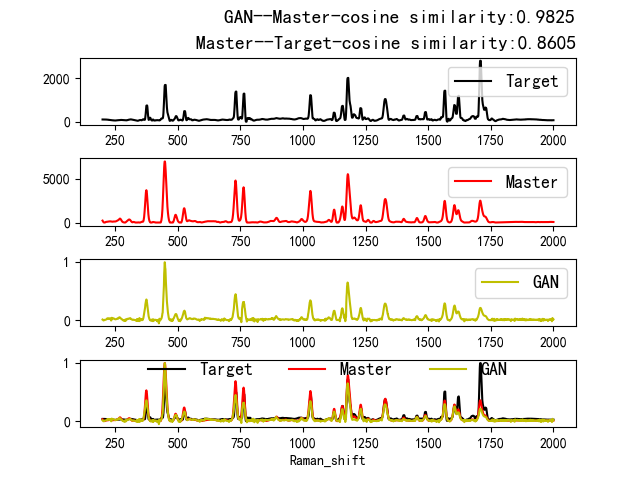 GAN--Master-cosine similarity:0.9825
Master--Target-cosine similarity:0.8605
2000
0
Target
250 500 750 1000 1250 1500 1750 2000
5000
0
Master
250 500 750 1000 1250 1500 1750 2000
1
0
GAN
250 500 750 1000 1250 1500 1750 2000
1
0
Target Master GAN
250 500 750 1000 1250 1500 1750 2000
Raman_shift